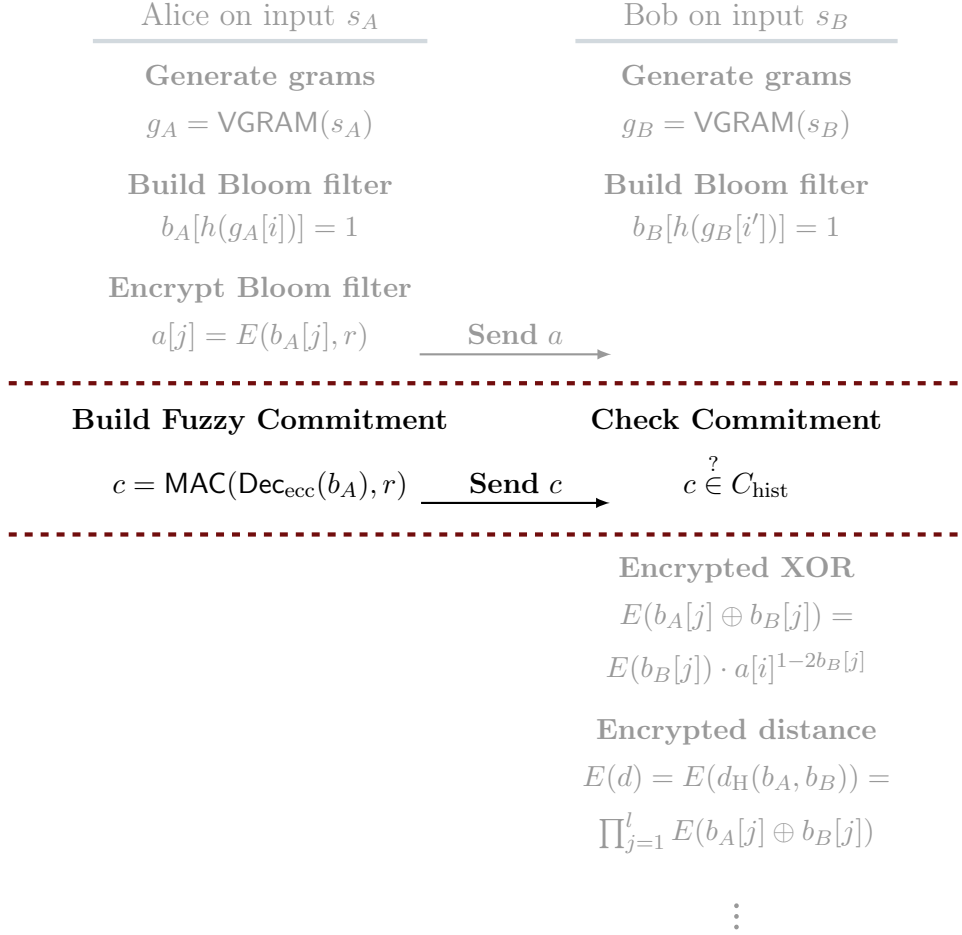 Alice on input s_A
Bob on input s_B
Generate grams
Generate grams
g_A = VGRAM(s_A)
g_B = VGRAM(s_B)
Build Bloom filter
Build Bloom filter
b_A[h(g_A[i])] = 1
b_B[h(g_B[i′])] = 1
Encrypt Bloom filter
a[j] = E(b_A[j], r)
Send a
Build Fuzzy Commitment
Check Commitment
c = MAC(Dec_ecc(b_A), r)
Send c
c ∈? C_hist
Encrypted XOR
E(b_A[j] ⊕ b_B[j]) =
E(b_B[j]) · a[i]^{1−2b_B[j]}
Encrypted distance
E(d) = E(d_H(b_A, b_B)) =
∏_{j=1}^{l} E(b_A[j] ⊕ b_B[j])
⋮